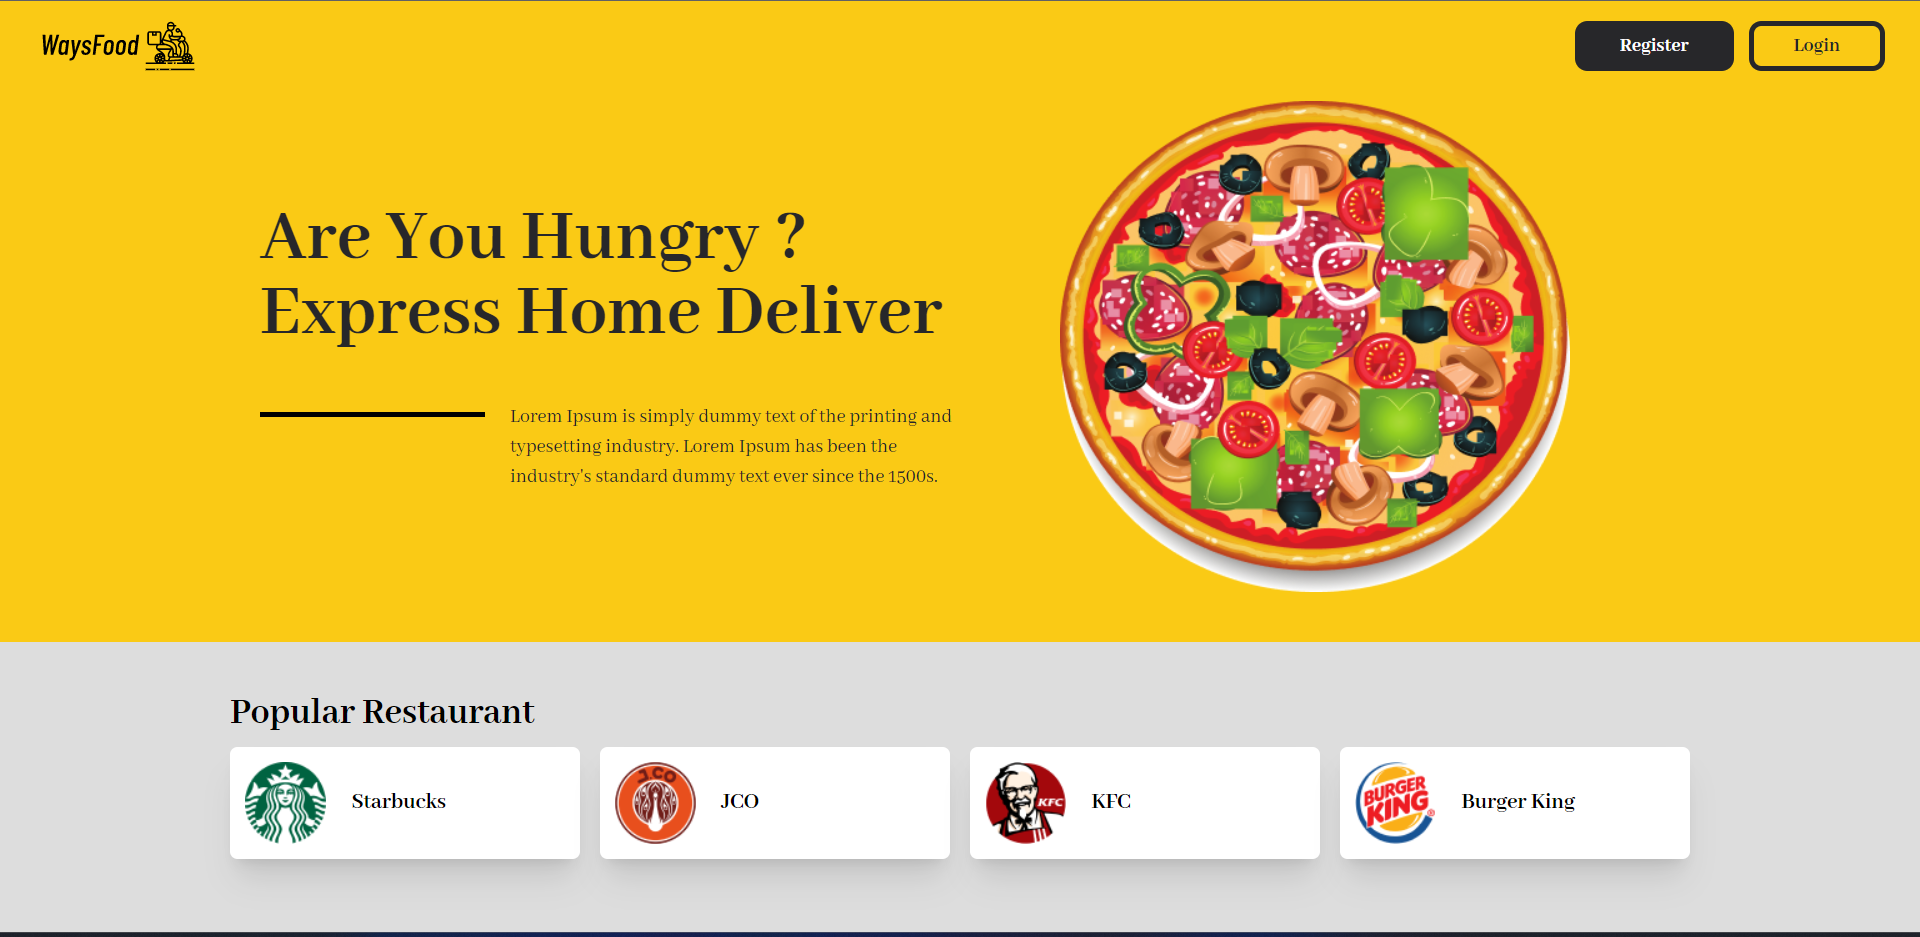 WaysFood
Register
Login
Are You Hungry ?
Express Home Deliver
Lorem Ipsum is simply dummy text of the printing and
typesetting industry. Lorem Ipsum has been the
industry's standard dummy text ever since the 1500s.
Popular Restaurant
J.CO
KFC
BURGER
KING
®
Starbucks
JCO
KFC
Burger King